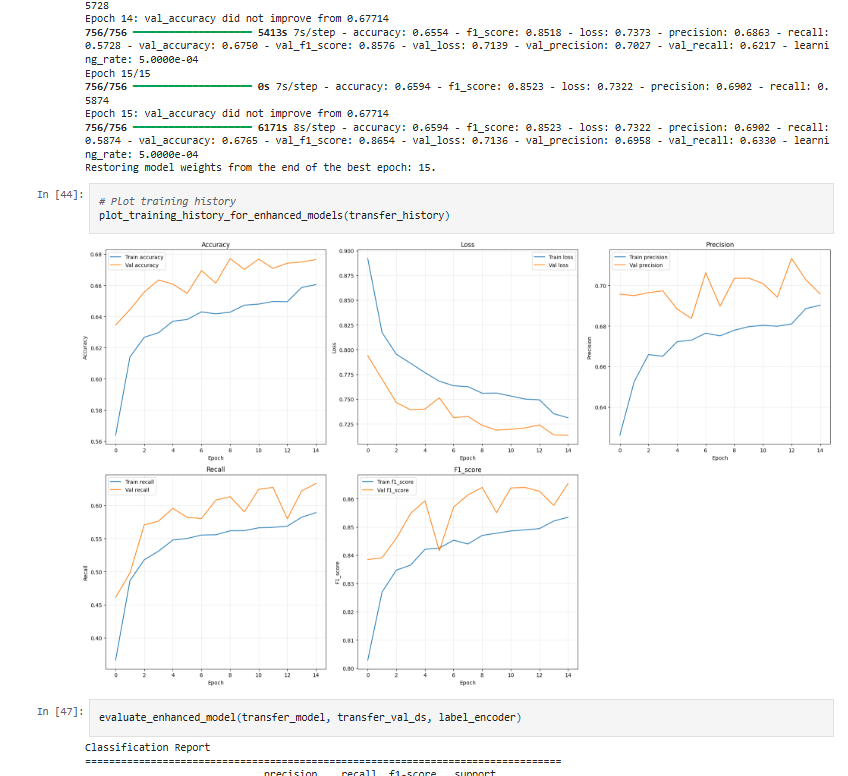 5728
Epoch 14: val_accuracy did not improve from 0.67714
756/756 ━━━━━━━━━━━━━━━━━━━━ 5413s 7s/step - accuracy: 0.6554 - f1_score: 0.8518 - loss: 0.7373 - precision: 0.6863 - recall:
0.5728 - val_accuracy: 0.6750 - val_f1_score: 0.8576 - val_loss: 0.7139 - val_precision: 0.7027 - val_recall: 0.6217 - learni
ng_rate: 5.0000e-04
Epoch 15/15
756/756 ━━━━━━━━━━━━━━━━━━━━ 0s 7s/step - accuracy: 0.6594 - f1_score: 0.8523 - loss: 0.7322 - precision: 0.6902 - recall: 0.
5874
Epoch 15: val_accuracy did not improve from 0.67714
756/756 ━━━━━━━━━━━━━━━━━━━━ 6171s 8s/step - accuracy: 0.6594 - f1_score: 0.8523 - loss: 0.7322 - precision: 0.6902 - recall:
0.5874 - val_accuracy: 0.6765 - val_f1_score: 0.8654 - val_loss: 0.7136 - val_precision: 0.6958 - val_recall: 0.6330 - learni
ng_rate: 5.0000e-04
Restoring model weights from the end of the best epoch: 15.
In [44]:
# Plot training history
plot_training_history_for_enhanced_models(transfer_history)
Accuracy
Train accuracy
Val accuracy
0.68
0.66
0.64
0.62
0.60
0.58
0.56
Accuracy
0 2 4 6 8 10 12 14
Epoch
Loss
Train loss
Val loss
0.900
0.875
0.850
0.825
0.800
0.775
0.750
0.725
Loss
0 2 4 6 8 10 12 14
Epoch
Precision
Train precision
Val precision
0.70
0.68
0.66
0.64
Precision
0 2 4 6 8 10 12 14
Epoch
Recall
Train recall
Val recall
0.60
0.55
0.50
0.45
0.40
Recall
0 2 4 6 8 10 12 14
Epoch
F1_score
Train f1_score
Val f1_score
0.86
0.85
0.84
0.83
0.82
0.81
0.80
F1_score
0 2 4 6 8 10 12 14
Epoch
In [47]:
evaluate_enhanced_model(transfer_model, transfer_val_ds, label_encoder)
Classification Report
======================================================================
precision recall f1-score support